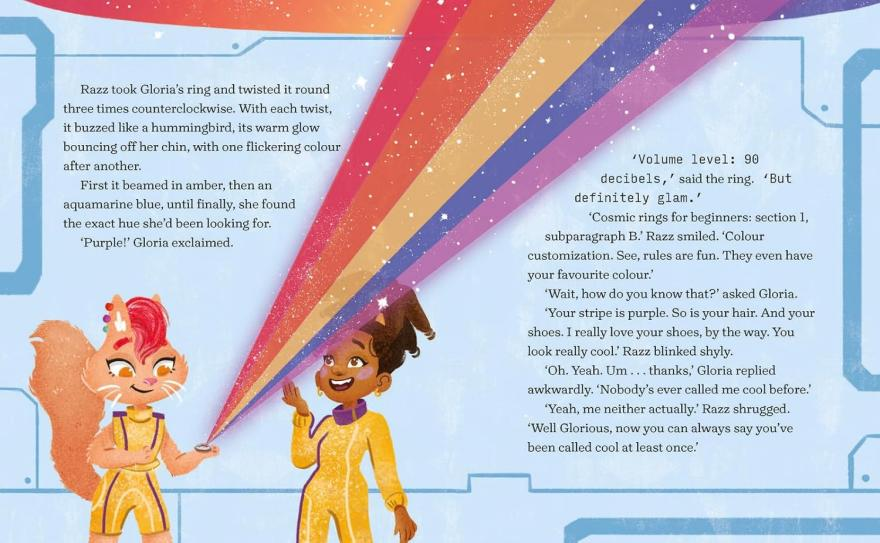 Razz took Gloria’s ring and twisted it round
three times counterclockwise. With each twist,
it buzzed like a hummingbird, its warm glow
bouncing off her chin, with one flickering colour
after another.
First it beamed in amber, then an
aquamarine blue, until finally, she found
the exact hue she’d been looking for.
‘Purple!’ Gloria exclaimed.
‘Volume level: 90
decibels,’ said the ring. ‘But
definitely glam.’
‘Cosmic rings for beginners: section 1,
subparagraph B.’ Razz smiled. ‘Colour
customization. See, rules are fun. They even have
your favourite colour.’
‘Wait, how do you know that?’ asked Gloria.
‘Your stripe is purple. So is your hair. And your
shoes. I really love your shoes, by the way. You
look really cool.’ Razz blinked shyly.
‘Oh. Yeah. Um . . . thanks,’ Gloria replied
awkwardly. ‘Nobody’s ever called me cool before.’
‘Yeah, me neither actually.’ Razz shrugged.
‘Well Glorious, now you can always say you’ve
been called cool at least once.’